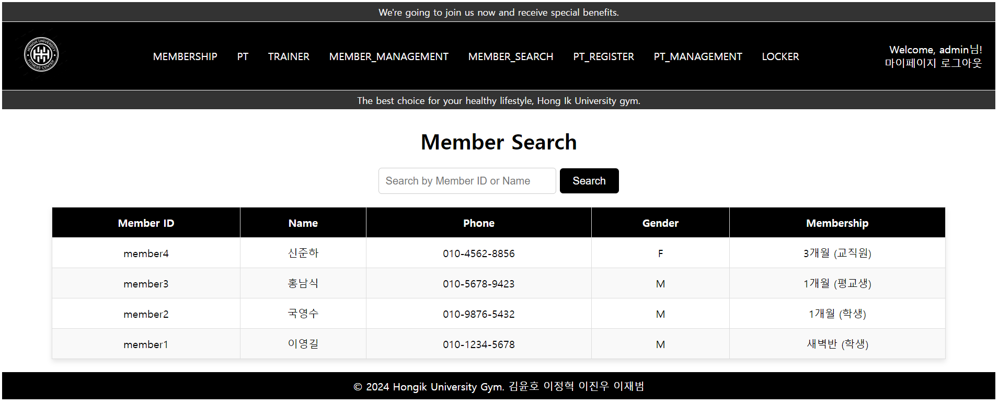 We're going to join us now and receive special benefits.
HONGIK UNIVERSITY
FITNESS CENTER
MEMBERSHIP PT TRAINER MEMBER_MANAGEMENT MEMBER_SEARCH PT_REGISTER PT_MANAGEMENT LOCKER
Welcome, admin님!
마이페이지 로그아웃
The best choice for your healthy lifestyle, Hong Ik University gym.
Member Search
Search by Member ID or Name Search
Member ID Name Phone Gender Membership
member4 신준하 010-4562-8856 F 3개월 (교직원)
member3 홍남식 010-5678-9423 M 1개월 (평교생)
member2 국영수 010-9876-5432 M 1개월 (학생)
member1 이영길 010-1234-5678 M 새벽반 (학생)
© 2024 Hongik University Gym. 김윤호 이정혁 이진우 이재범